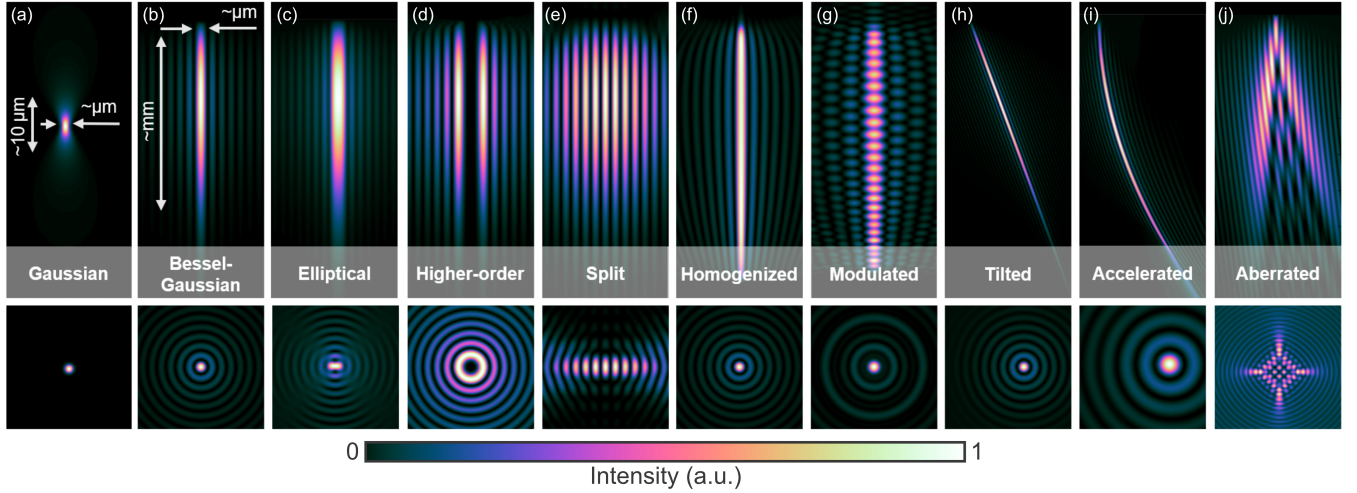 (a) (b) (c) (d) (e) (f) (g) (h) (i) (j)
~µm
~10 µm
~µm
~mm
Gaussian
Bessel-
Gaussian
Elliptical
Higher-order
Split
Homogenized
Modulated
Tilted
Accelerated
Aberrated
0
1
Intensity (a.u.)